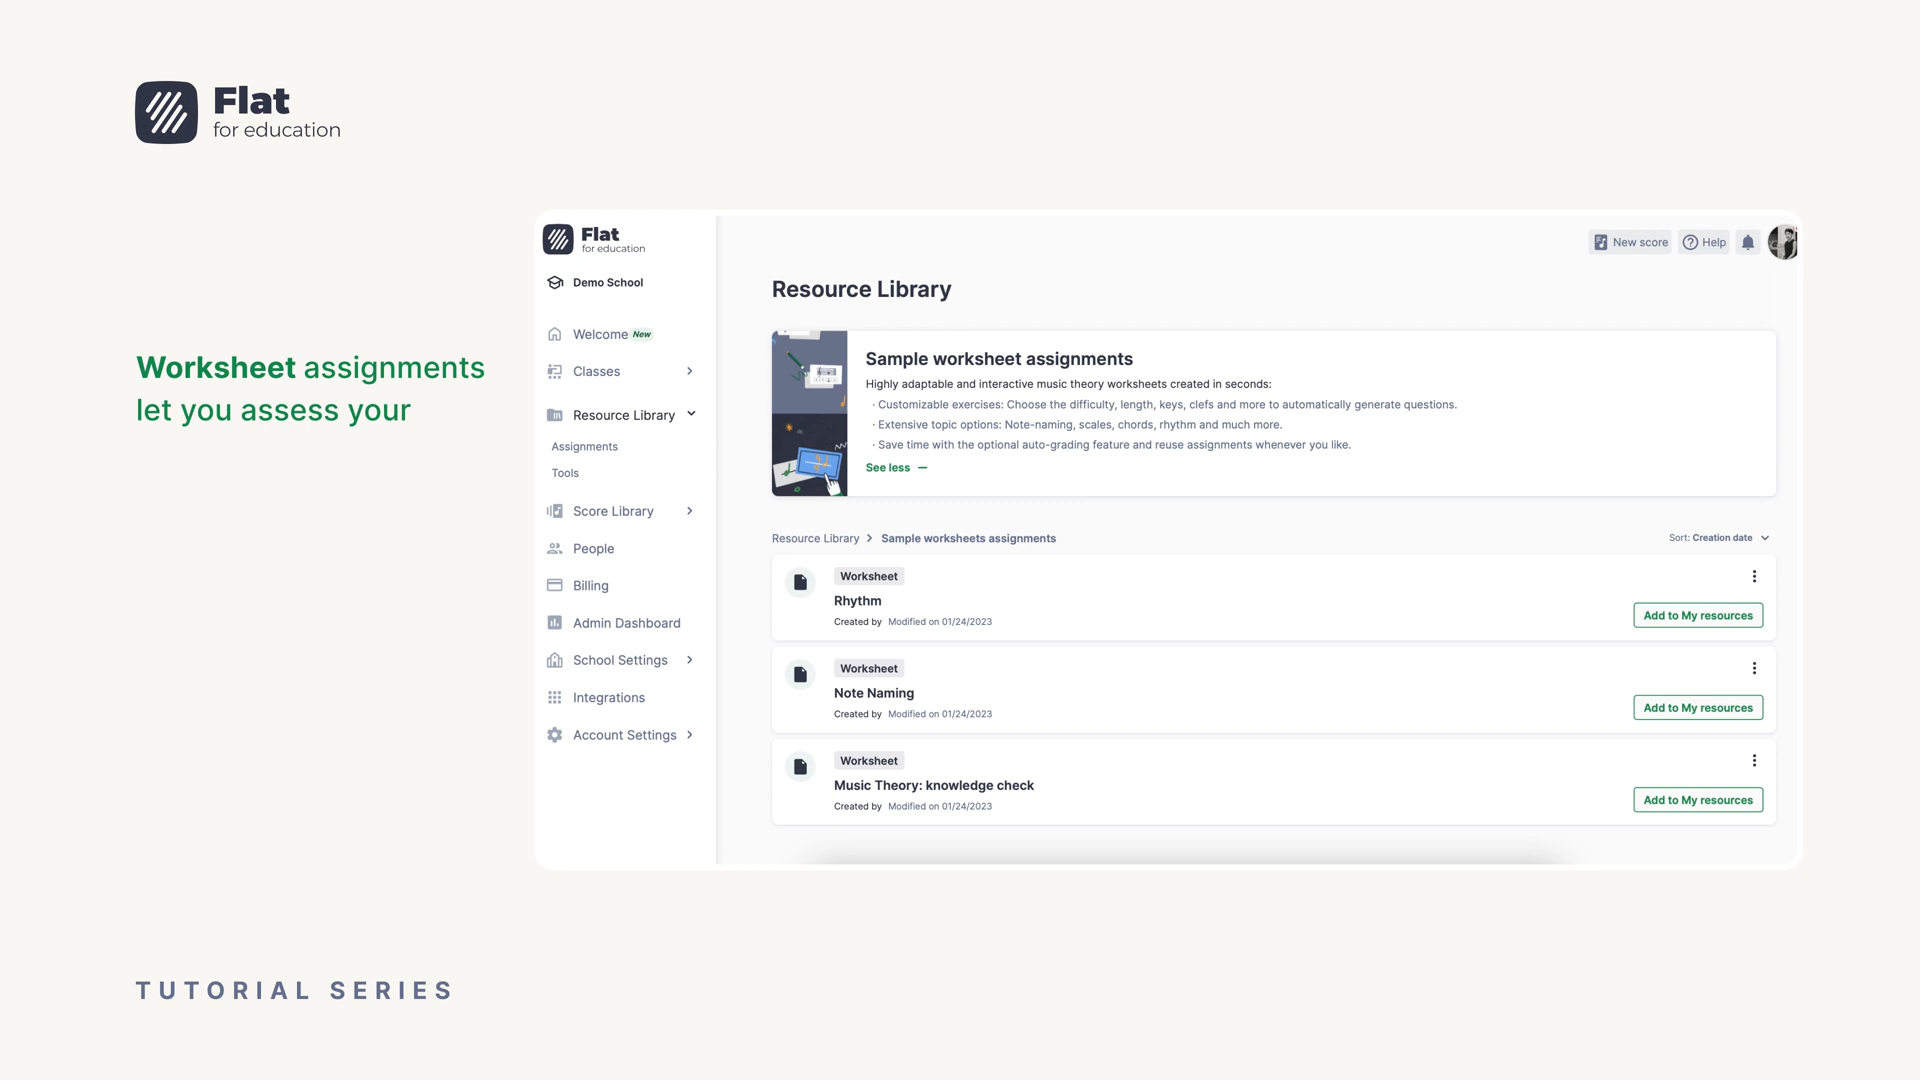 Flat
for education
Worksheet assignments
let you assess your
Flat
for education
Demo School
Welcome New
Classes
Resource Library
Assignments
Tools
Score Library
People
Billing
Admin Dashboard
School Settings
Integrations
Account Settings
New score
Help
Resource Library
Sample worksheet assignments
Highly adaptable and interactive music theory worksheets created in seconds:
· Customizable exercises: Choose the difficulty, length, keys, clefs and more to automatically generate questions.
· Extensive topic options: Note-naming, scales, chords, rhythm and much more.
· Save time with the optional auto-grading feature and reuse assignments whenever you like.
See less
Resource Library > Sample worksheets assignments
Sort: Creation date
Worksheet
Rhythm
Created by Modified on 01/24/2023
Add to My resources
Worksheet
Note Naming
Created by Modified on 01/24/2023
Add to My resources
Worksheet
Music Theory: knowledge check
Created by Modified on 01/24/2023
Add to My resources
TUTORIAL SERIES